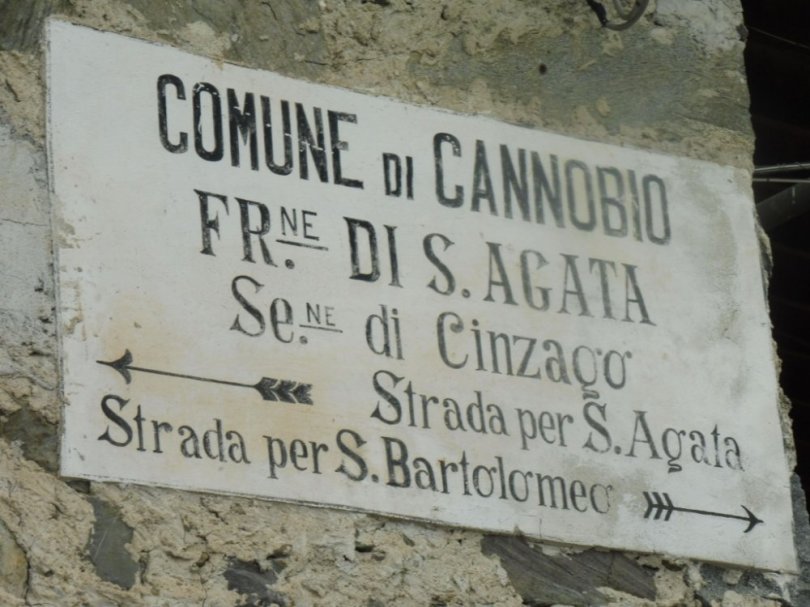 COMUNE DI CANNOBIO
FR.NE DI S. AGATA
Se.NE di Cinzago
Strada per S. Agata
Strada per S. Bartolomeo